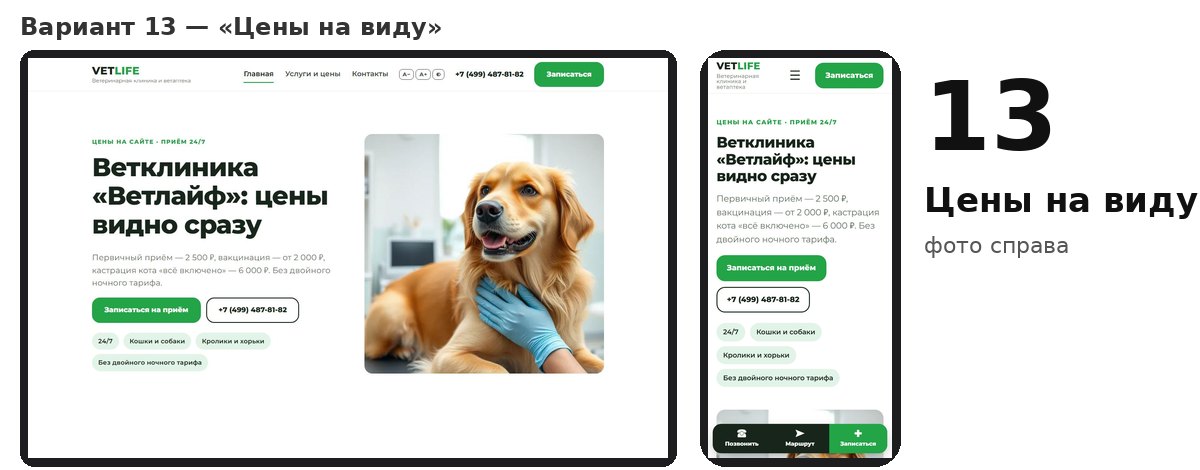 Вариант 13 — «Цены на виду»
VETLIFE
Ветеринарная клиника и ветаптека
Главная
Услуги и цены
Контакты
A−
A+
+7 (499) 487-81-82
Записаться
ЦЕНЫ НА САЙТЕ • ПРИЁМ 24/7
Ветклиника
«Ветлайф»: цены
видно сразу
Первичный приём — 2 500 ₽, вакцинация — от 2 000 ₽,
кастрация кота «всё включено» — 6 000 ₽. Без двойного
ночного тарифа.
Записаться на приём
+7 (499) 487-81-82
24/7
Кошки и собаки
Кролики и хорьки
Без двойного ночного тарифа
VETLIFE
Ветеринарная
клиника и
ветаптека
Записаться
ЦЕНЫ НА САЙТЕ • ПРИЁМ 24/7
Ветклиника
«Ветлайф»: цены
видно сразу
Первичный приём — 2 500 ₽,
вакцинация — от 2 000 ₽, кастрация
кота «всё включено» — 6 000 ₽. Без
двойного ночного тарифа.
Записаться на приём
+7 (499) 487-81-82
24/7
Кошки и собаки
Кролики и хорьки
Без двойного ночного тарифа
Позвонить
Маршрут
Записаться
13
Цены на виду
фото справа